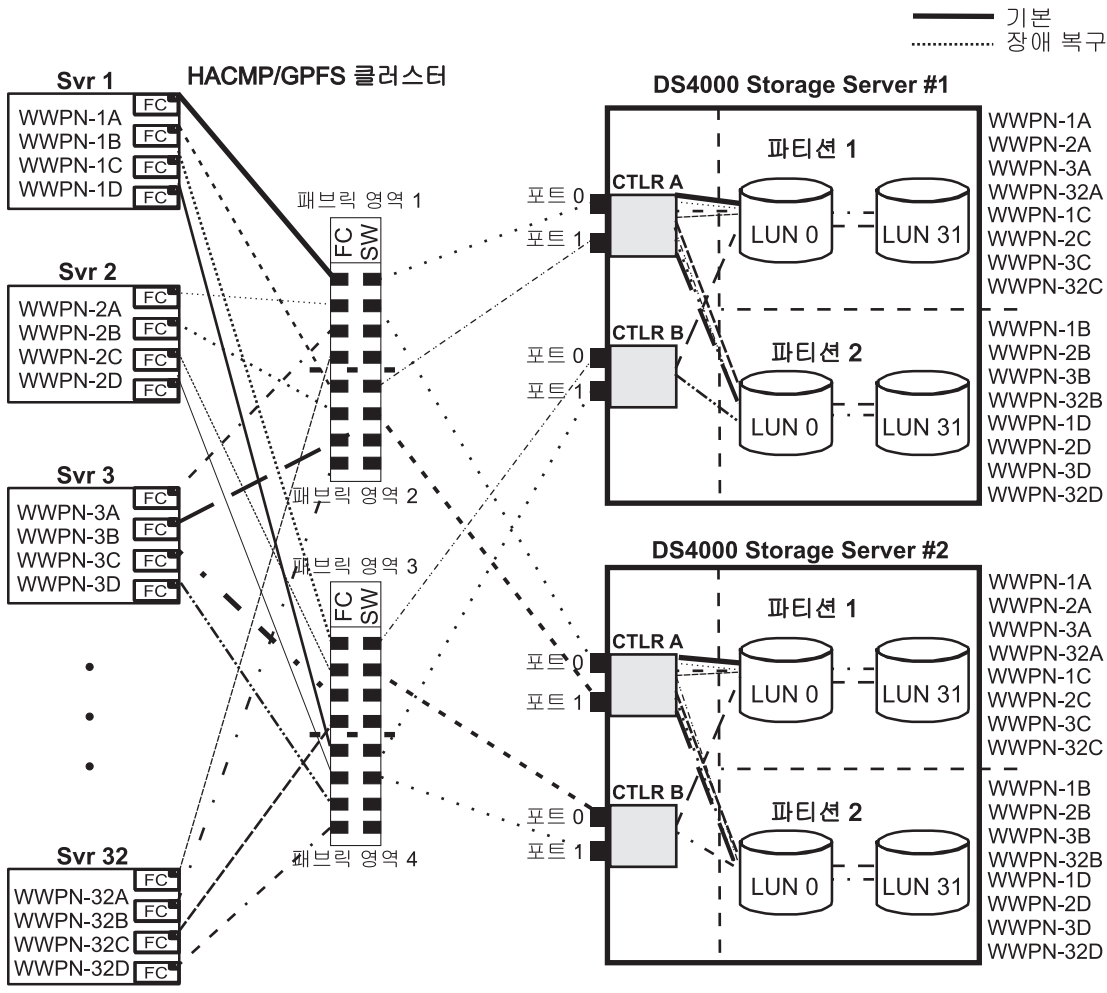 기본
장애 복구
HACMP/GPFS 클러스터
Svr 1
WWPN-1A
WWPN-1B
WWPN-1C
WWPN-1D
FC
FC
FC
FC
Svr 2
WWPN-2A
WWPN-2B
WWPN-2C
WWPN-2D
FC
FC
FC
FC
Svr 3
WWPN-3A
WWPN-3B
WWPN-3C
WWPN-3D
FC
FC
FC
FC
Svr 32
WWPN-32A
WWPN-32B
WWPN-32C
WWPN-32D
FC
FC
FC
FC
패브릭 영역 1
FC
SW
패브릭 영역 2
패브릭 영역 3
FC
SW
패브릭 영역 4
DS4000 Storage Server #1
포트 0
포트 1
CTLR A
포트 0
포트 1
CTLR B
파티션 1
LUN 0
LUN 31
파티션 2
LUN 0
LUN 31
WWPN-1A
WWPN-2A
WWPN-3A
WWPN-32A
WWPN-1C
WWPN-2C
WWPN-3C
WWPN-32C
WWPN-1B
WWPN-2B
WWPN-3B
WWPN-32B
WWPN-1D
WWPN-2D
WWPN-3D
WWPN-32D
DS4000 Storage Server #2
포트 0
포트 1
CTLR A
포트 0
포트 1
CTLR B
파티션 1
LUN 0
LUN 31
파티션 2
LUN 0
LUN 31
WWPN-1A
WWPN-2A
WWPN-3A
WWPN-32A
WWPN-1C
WWPN-2C
WWPN-3C
WWPN-32C
WWPN-1B
WWPN-2B
WWPN-3B
WWPN-32B
WWPN-1D
WWPN-2D
WWPN-3D
WWPN-32D